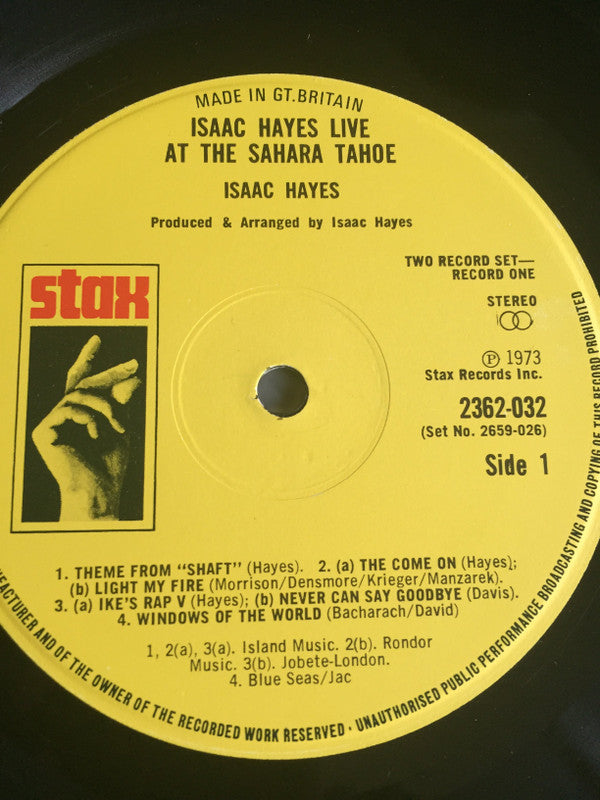 MADE IN GT.BRITAIN
ISAAC HAYES LIVE
AT THE SAHARA TAHOE
ISAAC HAYES
Produced & Arranged by Isaac Hayes
TWO RECORD SET—
RECORD ONE
STEREO
stax
Ⓟ 1973
Stax Records Inc.
2362-032
(Set No. 2659-026)
Side 1
1. THEME FROM “SHAFT” (Hayes). 2. (a) THE COME ON (Hayes);
(b) LIGHT MY FIRE (Morrison/Densmore/Krieger/Manzarek).
3. (a) IKE'S RAP V (Hayes); (b) NEVER CAN SAY GOODBYE (Davis).
4. WINDOWS OF THE WORLD (Bacharach/David)
1, 2(a), 3(a). Island Music. 2(b). Rondor
Music. 3(b). Jobete-London.
4. Blue Seas/Jac
AND OF THE OWNER OF THE RECORDED WORK RESERVED · UNAUTHORISED PUBLIC PERFORMANCE BROADCASTING AND COPYING OF THIS RECORD PROHIBITED